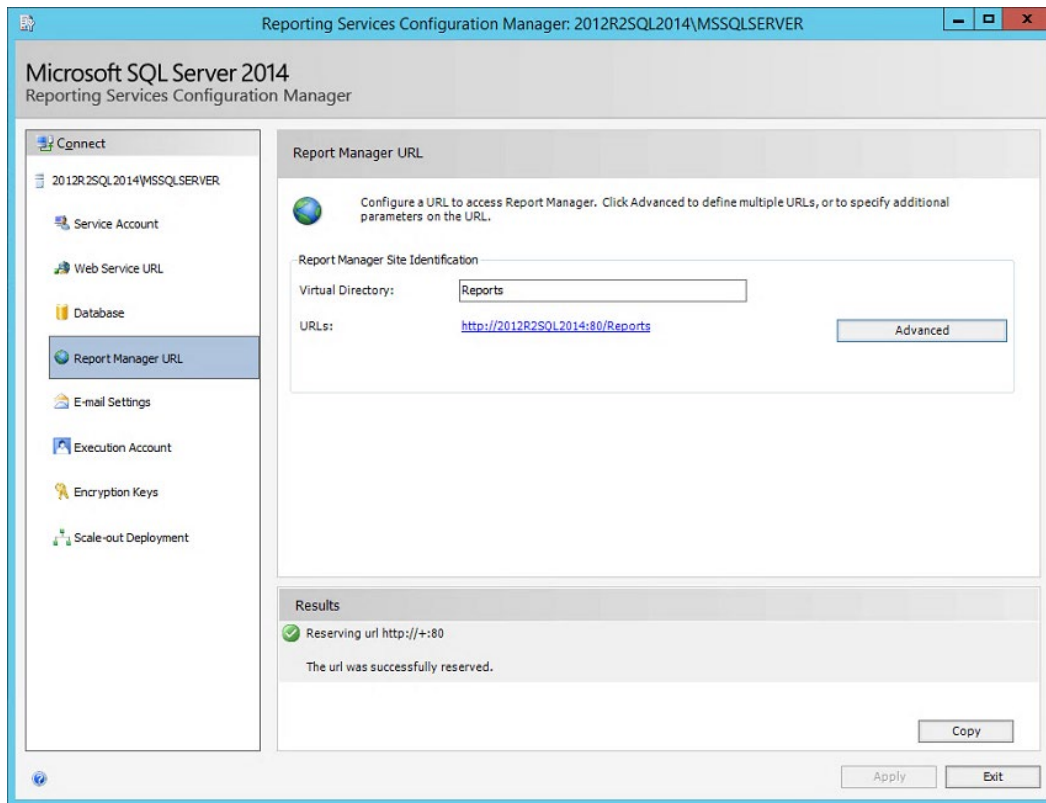 Reporting Services Configuration Manager: 2012R2SQL2014\MSSQLSERVER
Microsoft SQL Server 2014
Reporting Services Configuration Manager
Connect
2012R2SQL2014\MSSQLSERVER
Service Account
Web Service URL
Database
Report Manager URL
E-mail Settings
Execution Account
Encryption Keys
Scale-out Deployment
Report Manager URL
Configure a URL to access Report Manager. Click Advanced to define multiple URLs, or to specify additional
parameters on the URL.
Report Manager Site Identification
Virtual Directory: Reports
URLs: http://2012R2SQL2014:80/Reports
Advanced
Results
Reserving url http://+:80
The url was successfully reserved.
Copy
Apply
Exit